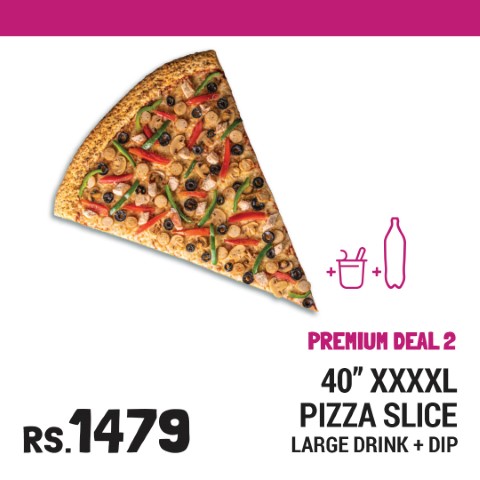 + +
PREMIUM DEAL 2
40" XXXXL
PIZZA SLICE
LARGE DRINK + DIP
RS.1479